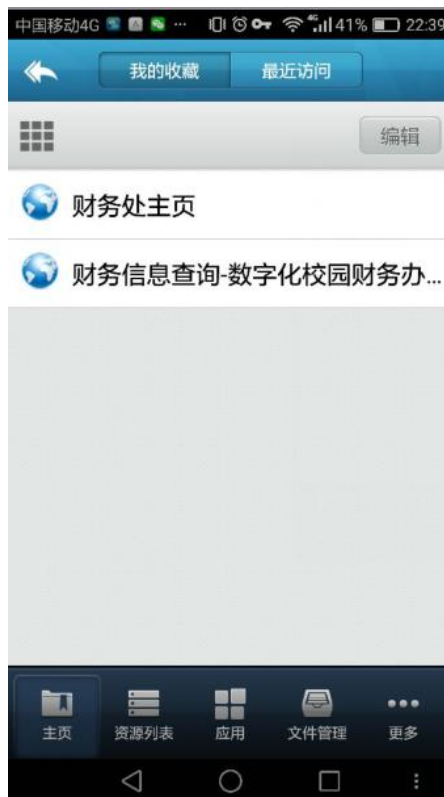 中国移动4G ... 4G 41% 22:39
我的收藏 最近访问
编辑
财务处主页
财务信息查询-数字化校园财务办...
主页 资源列表 应用 文件管理 更多